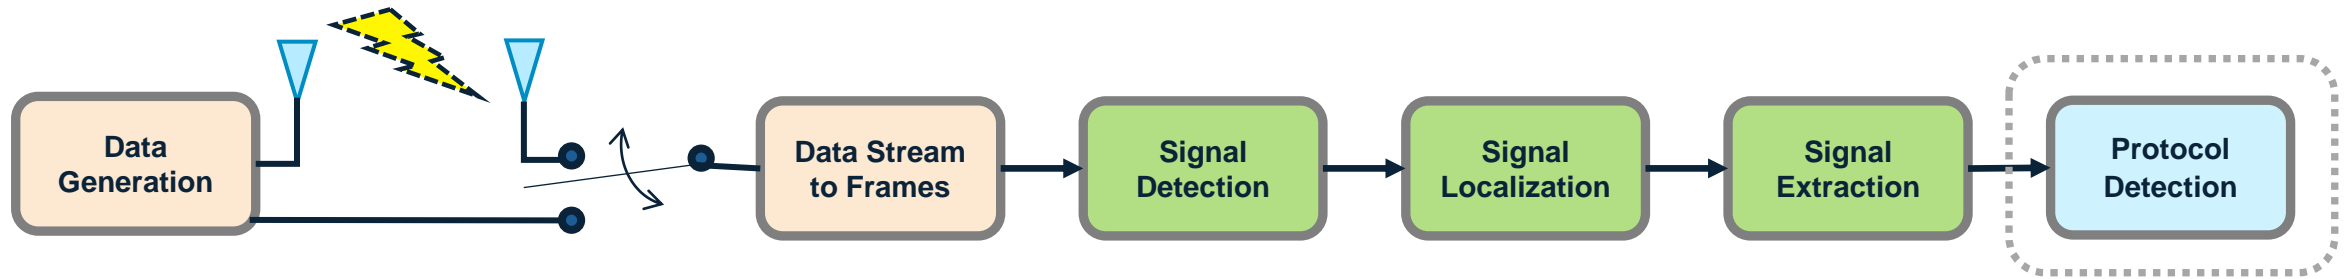 Data
Generation
Data Stream
to Frames
Signal
Detection
Signal
Localization
Signal
Extraction
Protocol
Detection